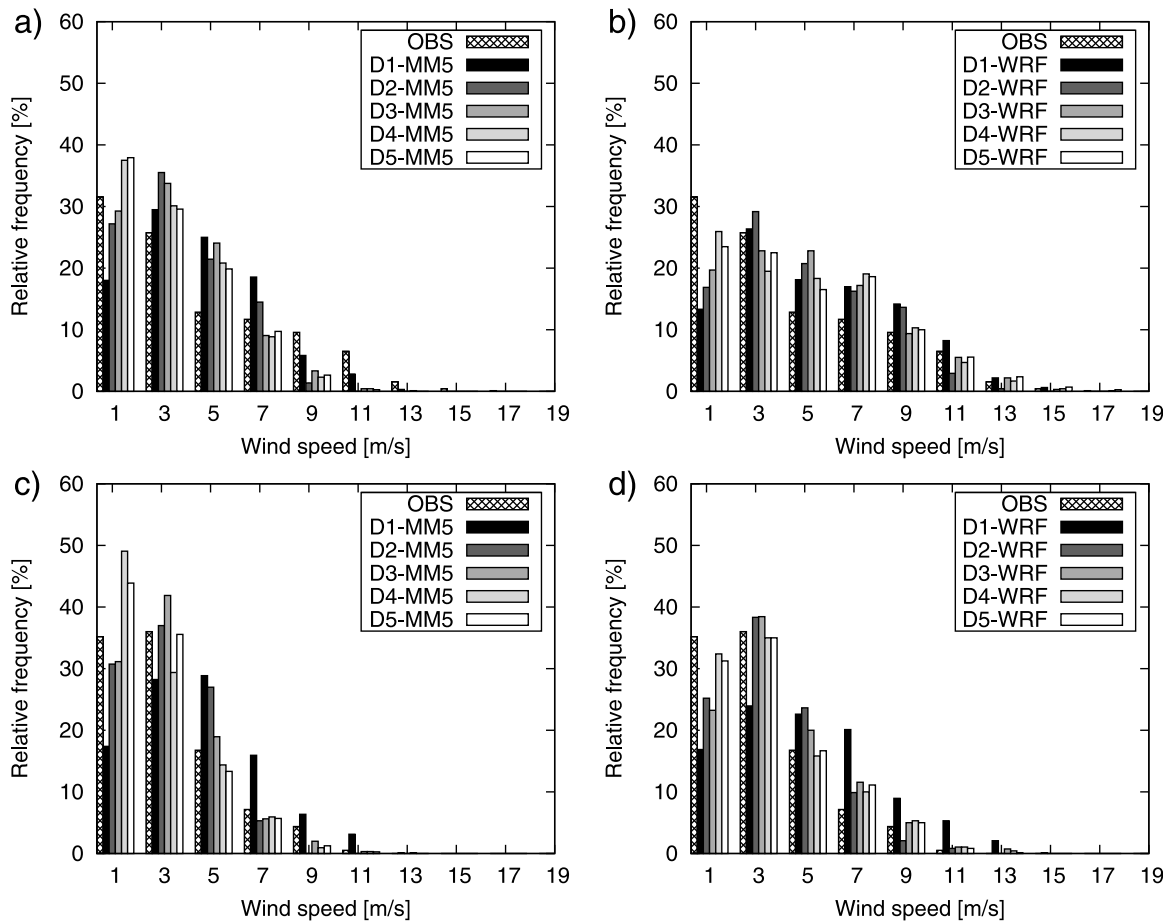 a)
Relative frequency [%]
60
50
40
30
20
10
0
OBS
D1-MM5
D2-MM5
D3-MM5
D4-MM5
D5-MM5
1 3 5 7 9 11 13 15 17 19
Wind speed [m/s]
b)
Relative frequency [%]
60
50
40
30
20
10
0
OBS
D1-WRF
D2-WRF
D3-WRF
D4-WRF
D5-WRF
1 3 5 7 9 11 13 15 17 19
Wind speed [m/s]
c)
Relative frequency [%]
60
50
40
30
20
10
0
OBS
D1-MM5
D2-MM5
D3-MM5
D4-MM5
D5-MM5
1 3 5 7 9 11 13 15 17 19
Wind speed [m/s]
d)
Relative frequency [%]
60
50
40
30
20
10
0
OBS
D1-WRF
D2-WRF
D3-WRF
D4-WRF
D5-WRF
1 3 5 7 9 11 13 15 17 19
Wind speed [m/s]